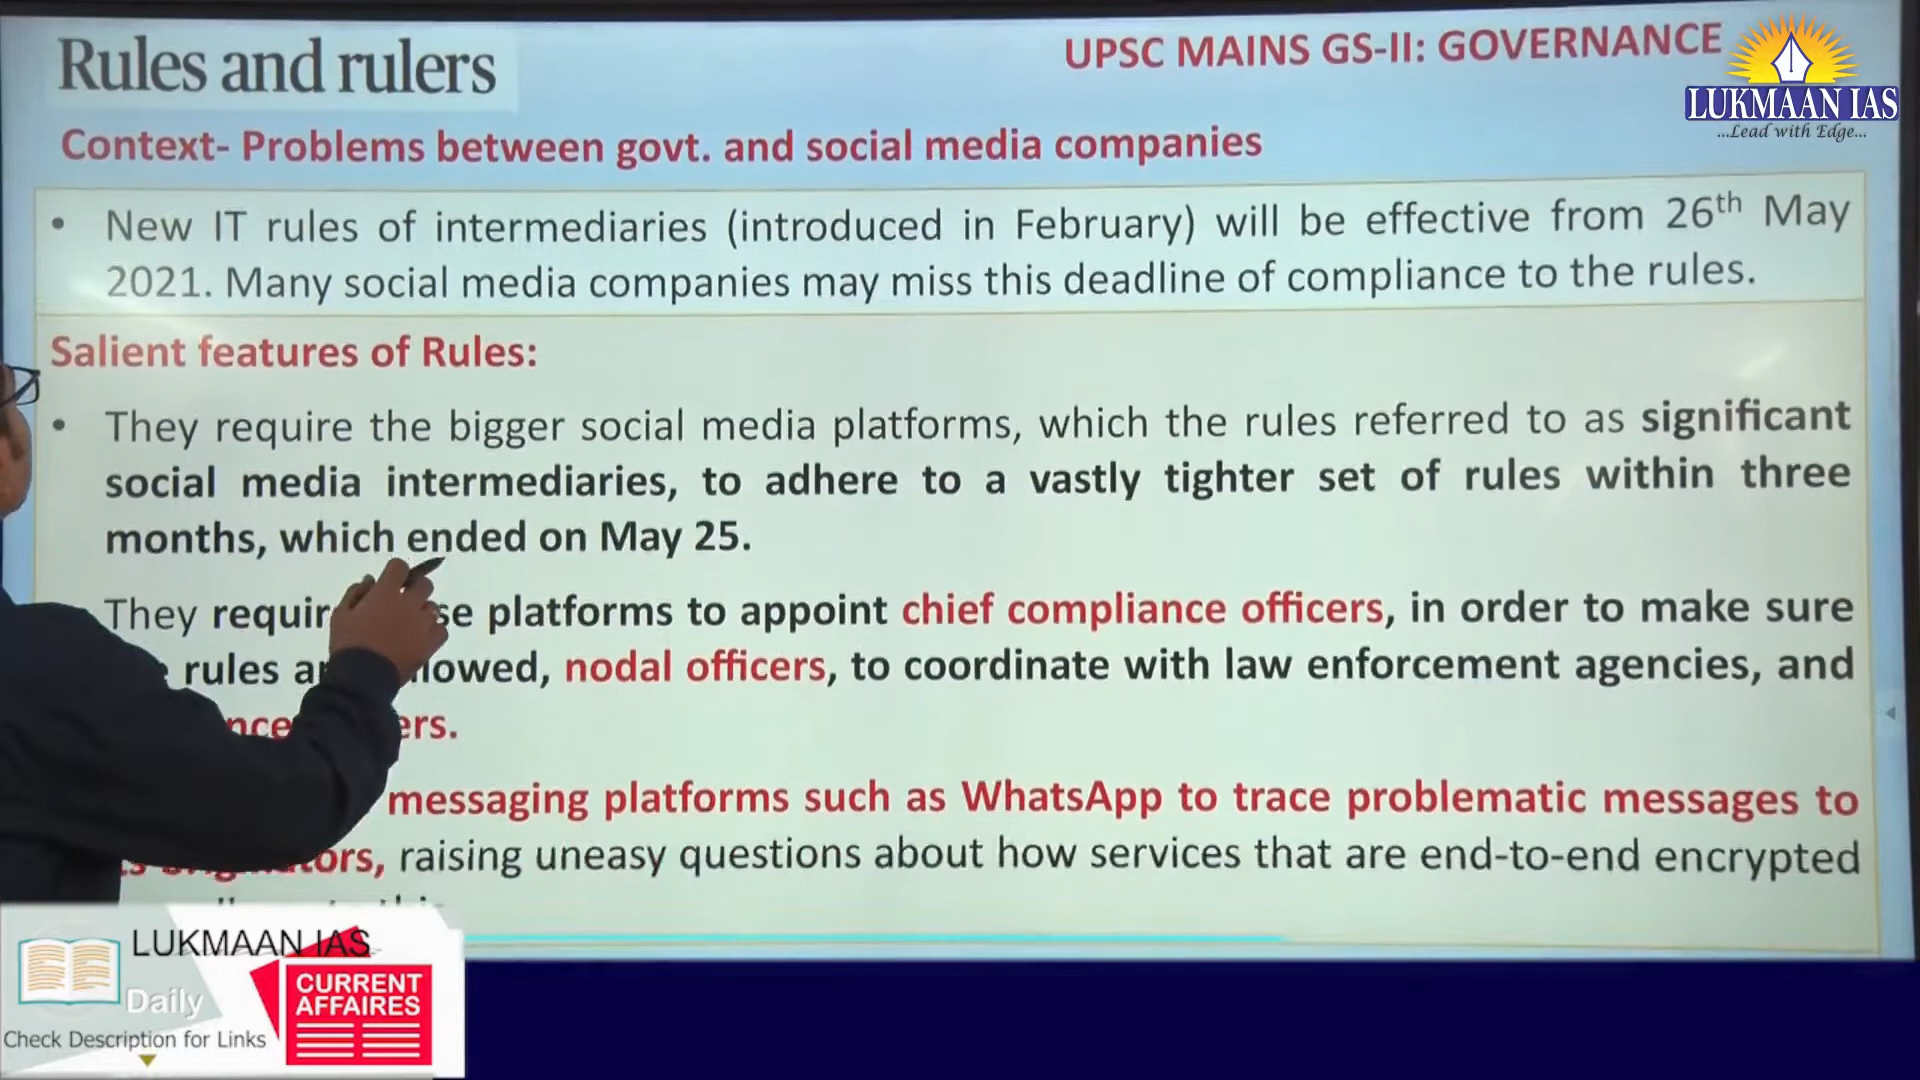 Rules and rulers
UPSC MAINS GS-II: GOVERNANCE
LUKMAAN IAS
...Lead with Edge...
Context- Problems between govt. and social media companies
• New IT rules of intermediaries (introduced in February) will be effective from 26th May
2021. Many social media companies may miss this deadline of compliance to the rules.
Salient features of Rules:
• They require the bigger social media platforms, which the rules referred to as significant
social media intermediaries, to adhere to a vastly tighter set of rules within three
months, which ended on May 25.
They platforms to appoint chief compliance officers, in order to make sure
rules nodal officers, to coordinate with law enforcement agencies, and
messaging platforms such as WhatsApp to trace problematic messages to
raising uneasy questions about how services that are end-to-end encrypted
LUKMAAN IAS
Daily
Check Description for Links
CURRENT
AFFAIRES